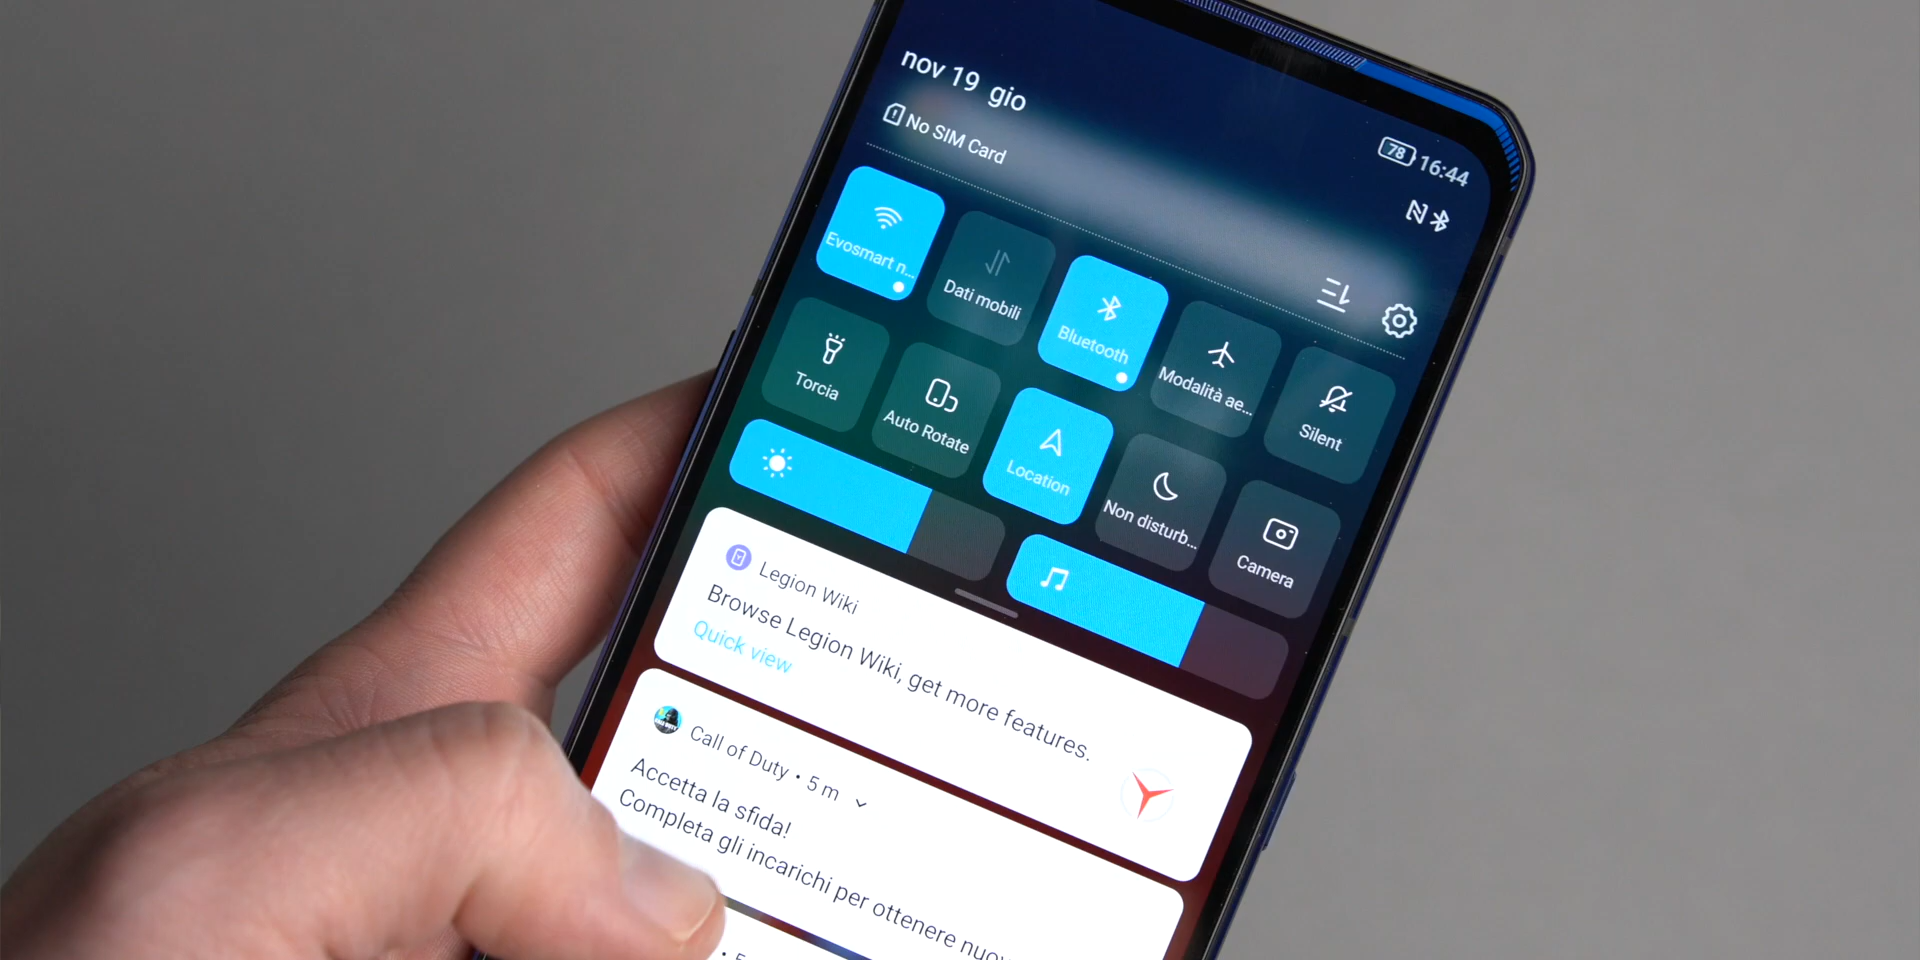 nov 19 gio
78 16:44
No SIM Card
Evosmart n...
Dati mobili
Bluetooth
Modalità ae...
Silent
Torcia
Auto Rotate
Location
Non disturb...
Camera
Legion Wiki
Browse Legion Wiki, get more features.
Quick view
Call of Duty • 5 m
Accetta la sfida!
Completa gli incarichi per ottenere